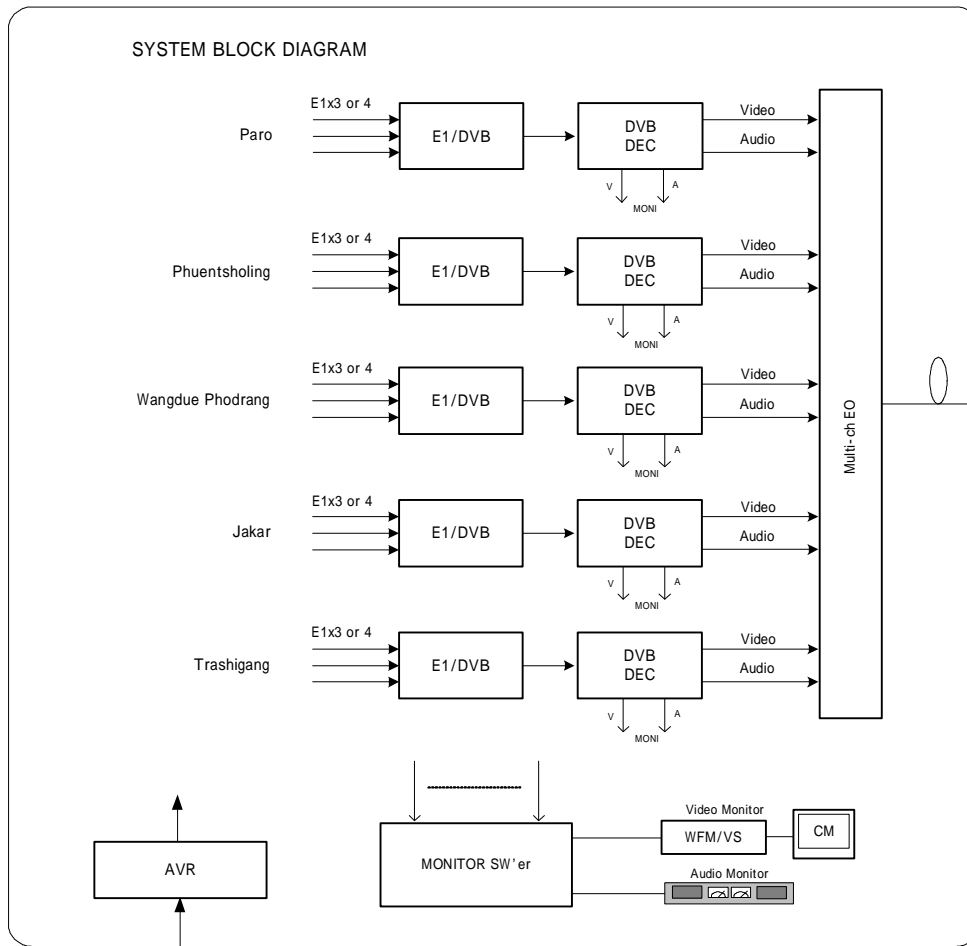 SYSTEM BLOCK DIAGRAM
E1x3 or 4
Paro
E1/DVB
DVB
DEC
Video
Audio
V
A
MONI
E1x3 or 4
Phuentsholing
E1/DVB
DVB
DEC
Video
Audio
V
A
MONI
E1x3 or 4
Wangdue Phodrang
E1/DVB
DVB
DEC
Video
Audio
V
A
MONI
E1x3 or 4
Jakar
E1/DVB
DVB
DEC
Video
Audio
V
A
MONI
E1x3 or 4
Trashigang
E1/DVB
DVB
DEC
Video
Audio
V
A
MONI
Multi-ch EO
AVR
MONITOR SW'er
Video Monitor
WFM/VS
CM
Audio Monitor